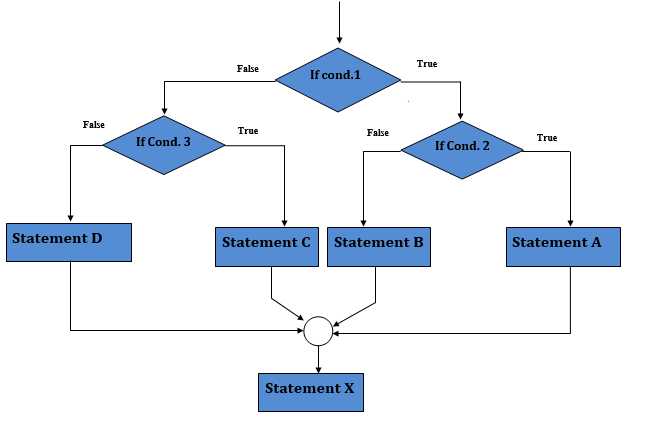 If cond.1
False
True
If Cond. 3
False
True
If Cond. 2
False
True
Statement D
Statement C
Statement B
Statement A
Statement X